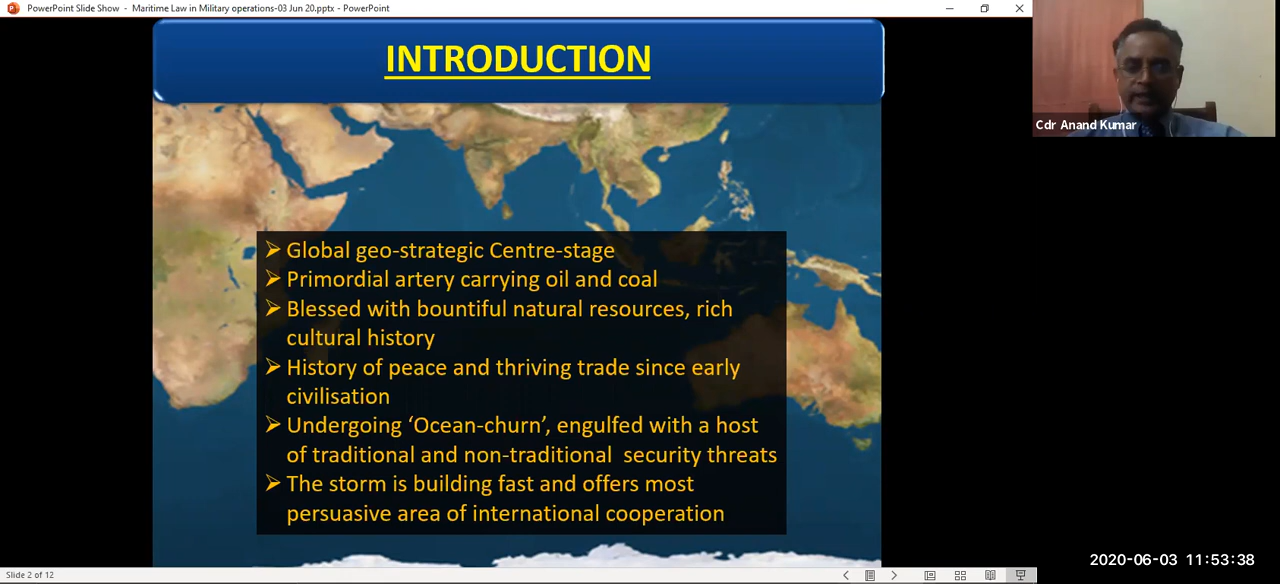 PowerPoint Slide Show - Maritime Law in Military operations-03 Jun 20.pptx - PowerPoint
INTRODUCTION
Cdr Anand Kumar
➢ Global geo-strategic Centre-stage
➢ Primordial artery carrying oil and coal
➢ Blessed with bountiful natural resources, rich
cultural history
➢ History of peace and thriving trade since early
civilisation
➢ Undergoing ‘Ocean-churn’, engulfed with a host
of traditional and non-traditional security threats
➢ The storm is building fast and offers most
persuasive area of international cooperation
2020-06-03 11:53:38
Slide 2 of 12